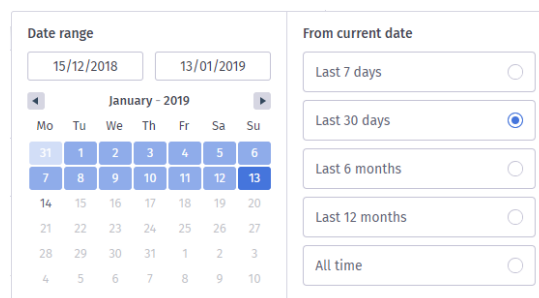 Date range
15/12/2018 13/01/2019
January - 2019
Mo Tu We Th Fr Sa Su
31 1 2 3 4 5 6
7 8 9 10 11 12 13
14 15 16 17 18 19 20
21 22 23 24 25 26 27
28 29 30 31 1 2 3
4 5 6 7 8 9 10
From current date
Last 7 days
Last 30 days
Last 6 months
Last 12 months
All time